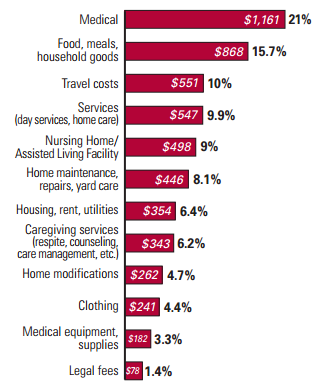 Medical $1,161 21%
Food, meals,
household goods $868 15.7%
Travel costs $551 10%
Services
(day services, home care) $547 9.9%
Nursing Home/
Assisted Living Facility $498 9%
Home maintenance,
repairs, yard care $446 8.1%
Housing, rent, utilities $354 6.4%
Caregiving services
(respite, counseling,
care management, etc.) $343 6.2%
Home modifications $262 4.7%
Clothing $241 4.4%
Medical equipment,
supplies $182 3.3%
Legal fees $78 1.4%